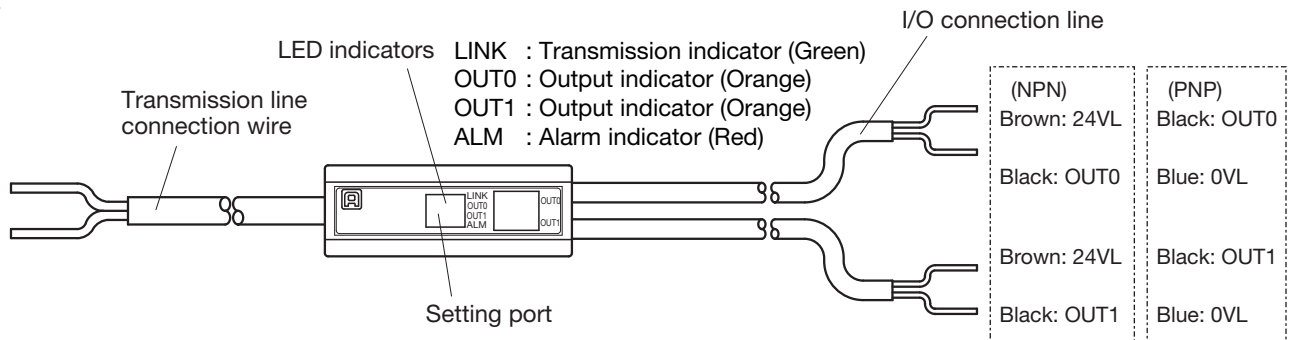 I/O connection line
LED indicators
LINK : Transmission indicator (Green)
OUT0 : Output indicator (Orange)
OUT1 : Output indicator (Orange)
ALM : Alarm indicator (Red)
Transmission line
connection wire
LINK
OUT0
OUT1
ALM
OUT0
OUT1
Setting port
(NPN)
Brown: 24VL
Black: OUT0
Brown: 24VL
Black: OUT1
(PNP)
Black: OUT0
Blue: 0VL
Black: OUT1
Blue: 0VL